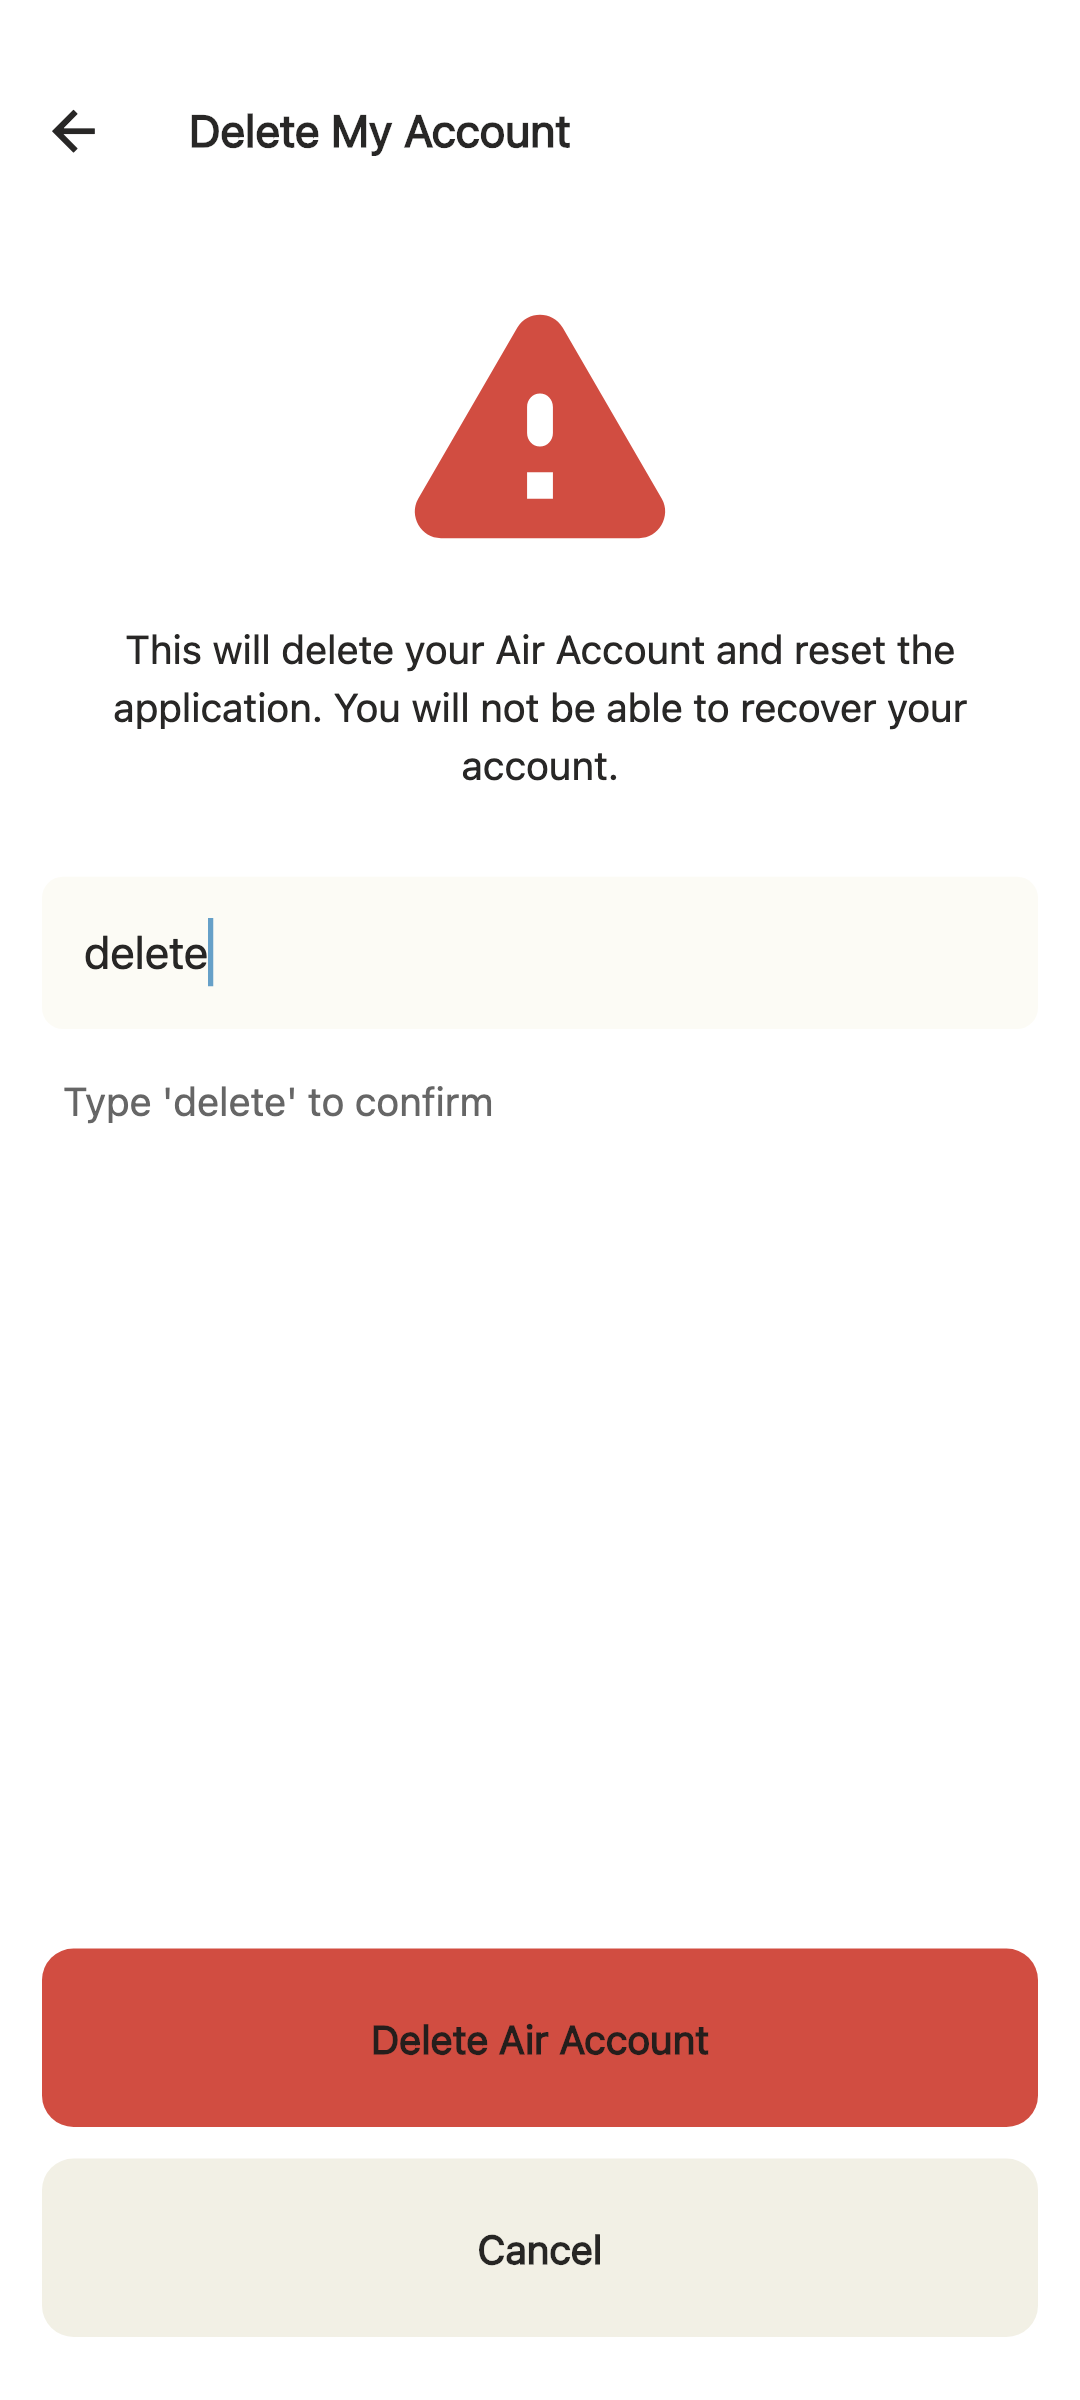 Delete My Account
This will delete your Air Account and reset the
application. You will not be able to recover your
account.
delete
Type 'delete' to confirm
Delete Air Account
Cancel